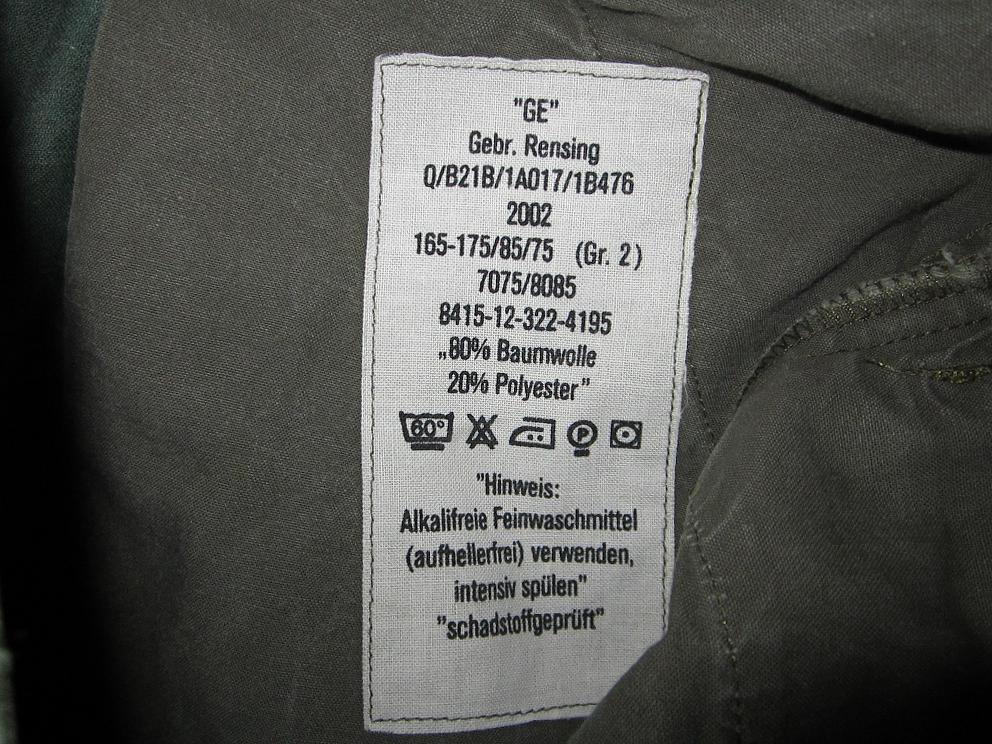 "GE"
Gebr. Rensing
Q/B21B/1A017/1B476
2002
165-175/85/75 (Gr. 2)
7075/8085
8415-12-322-4195
„80% Baumwolle
20% Polyester"
60° P
"Hinweis:
Alkalifreie Feinwaschmittel
(aufhellerfrei) verwenden,
intensiv spülen"
"schadstoffgeprüft"